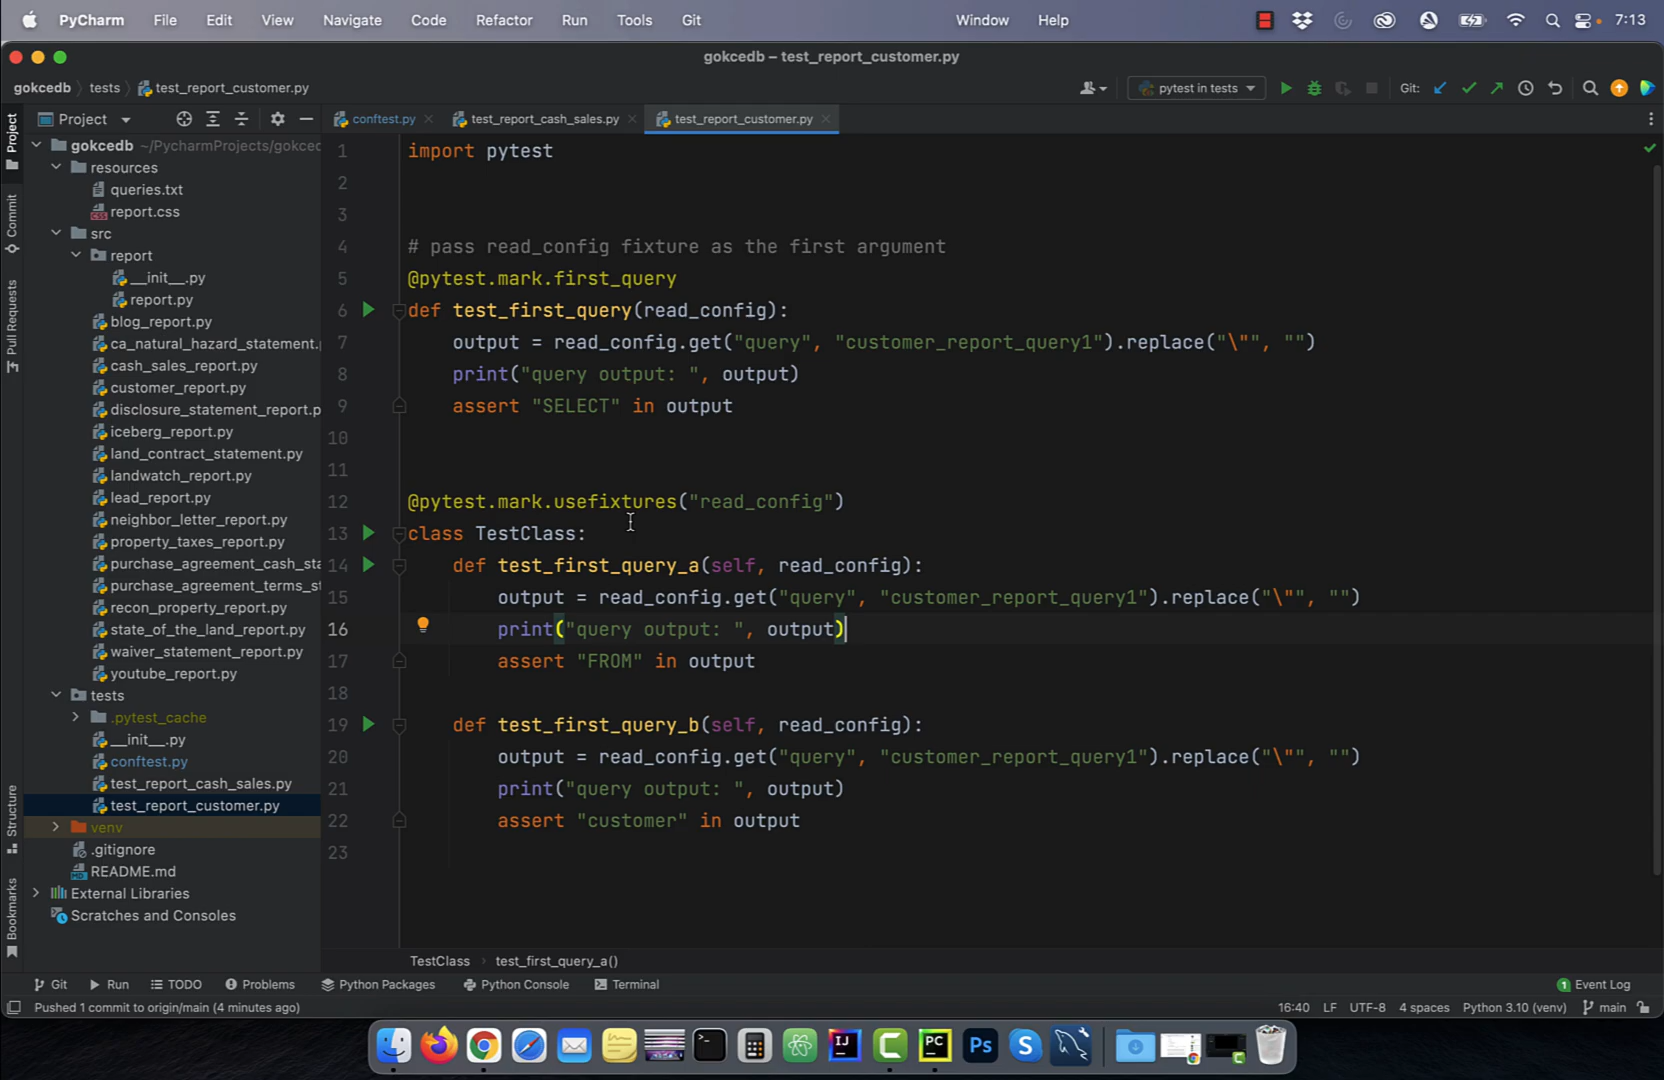 PyCharm File Edit View Navigate Code Refactor Run Tools Git Window Help 7:13
gokcedb – test_report_customer.py
gokcedb tests test_report_customer.py pytest in tests Git:
Project conftest.py test_report_cash_sales.py test_report_customer.py
Project
Commit
Pull Requests
Structure
Bookmarks
gokcedb ~/PycharmProjects/gokced
resources
queries.txt
report.css
src
report
__init__.py
report.py
blog_report.py
ca_natural_hazard_statement.
cash_sales_report.py
customer_report.py
disclosure_statement_report.p
iceberg_report.py
land_contract_statement.py
landwatch_report.py
lead_report.py
neighbor_letter_report.py
property_taxes_report.py
purchase_agreement_cash_sta
purchase_agreement_terms_s
recon_property_report.py
state_of_the_land_report.py
waiver_statement_report.py
youtube_report.py
tests
.pytest_cache
__init__.py
conftest.py
test_report_cash_sales.py
test_report_customer.py
venv
.gitignore
README.md
External Libraries
Scratches and Consoles
1 import pytest
2
3
4 # pass read_config fixture as the first argument
5 @pytest.mark.first_query
6 def test_first_query(read_config):
7 output = read_config.get("query", "customer_report_query1").replace("\"", "")
8 print("query output: ", output)
9 assert "SELECT" in output
10
11
12 @pytest.mark.usefixtures("read_config")
13 class TestClass:
14 def test_first_query_a(self, read_config):
15 output = read_config.get("query", "customer_report_query1").replace("\"", "")
16 print("query output: ", output)
17 assert "FROM" in output
18
19 def test_first_query_b(self, read_config):
20 output = read_config.get("query", "customer_report_query1").replace("\"", "")
21 print("query output: ", output)
22 assert "customer" in output
23
TestClass test_first_query_a()
Git Run TODO Problems Python Packages Python Console Terminal 1 Event Log
Pushed 1 commit to origin/main (4 minutes ago) 16:40 LF UTF-8 4 spaces Python 3.10 (venv) main
IJ PC Ps